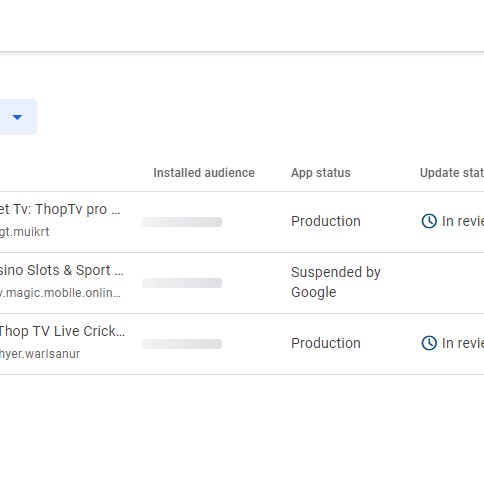 Installed audience App status Update stat
et Tv: ThopTv pro ...
gt.muikrt
Production
In revie
sino Slots & Sport ...
v.magic.mobile.onlin...
Suspended by
Google
Thop TV Live Crick...
hyer.warlsanur
Production
In revie